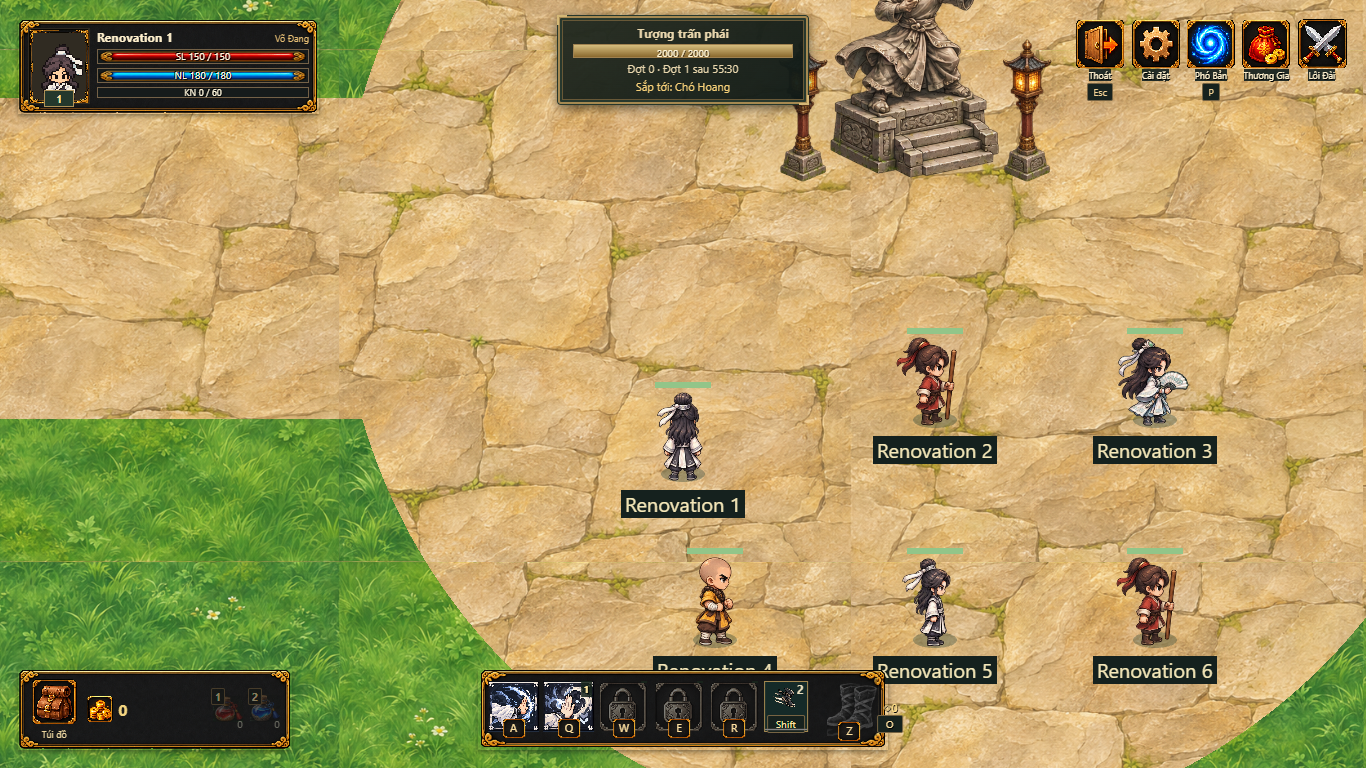 Renovation 1
Võ Đang
SL 150 / 150
NL 180 / 180
KN 0 / 60
1
Tượng trấn phái
2000 / 2000
Đợt 0 · Đợt 1 sau 55:30
Sắp tới: Chó Hoang
Thoát
Cài đặt
Phó Bản
Thương Gia
Lôi Đài
Esc
P
Renovation 2
Renovation 3
Renovation 1
Renovation 4
Renovation 5
Renovation 6
Túi đồ
0
1
0
2
0
A
1
Q
W
E
R
2
Shift
Z
O